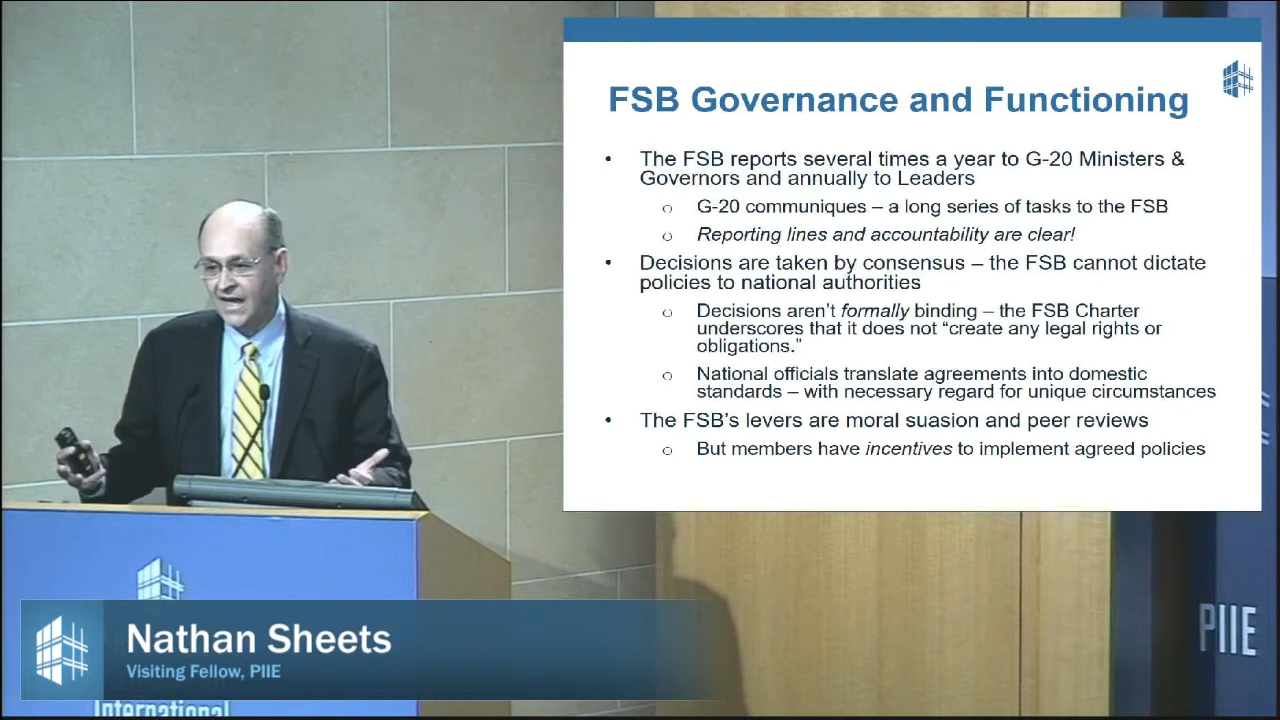 FSB Governance and Functioning
• The FSB reports several times a year to G-20 Ministers &
Governors and annually to Leaders
o G-20 communiques – a long series of tasks to the FSB
o Reporting lines and accountability are clear!
• Decisions are taken by consensus – the FSB cannot dictate
policies to national authorities
o Decisions aren't formally binding – the FSB Charter
underscores that it does not “create any legal rights or
obligations.”
o National officials translate agreements into domestic
standards – with necessary regard for unique circumstances
• The FSB's levers are moral suasion and peer reviews
o But members have incentives to implement agreed policies
Nathan Sheets
Visiting Fellow, PIIE
International
PIIE